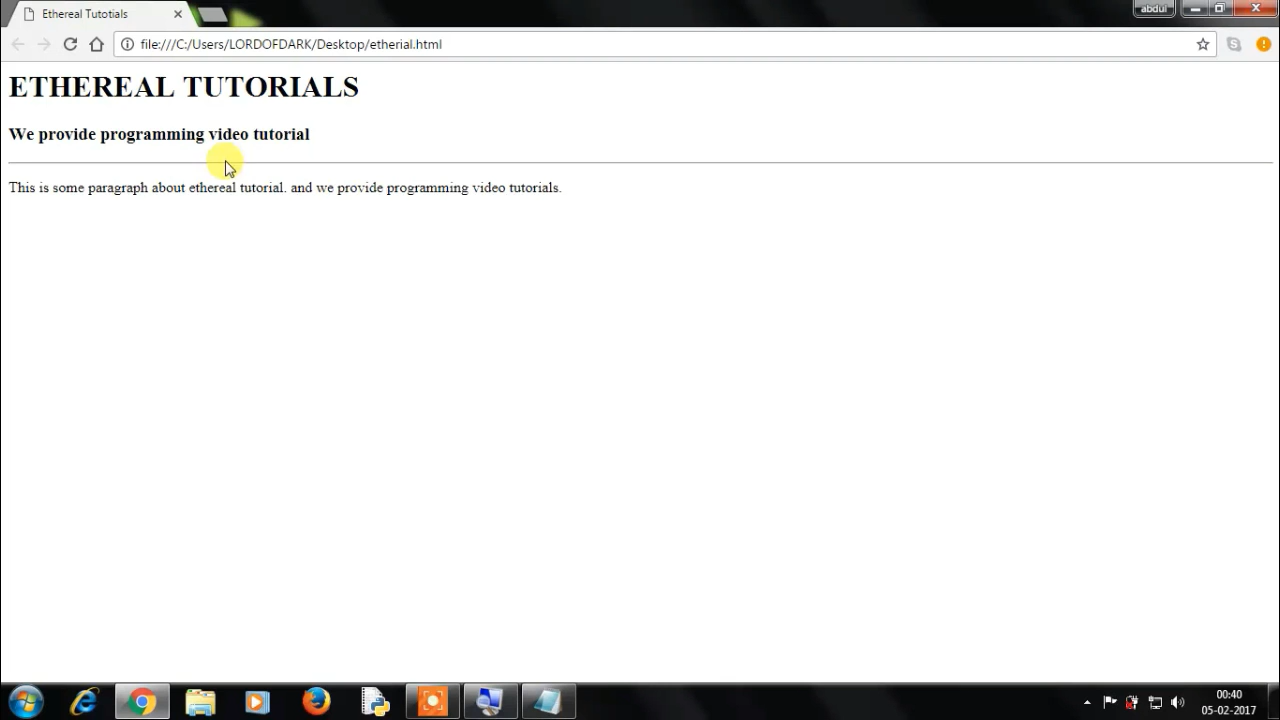 Ethereal Tutotials
abdul
file:///C:/Users/LORDOFDARK/Desktop/etherial.html
ETHEREAL TUTORIALS
We provide programming video tutorial
This is some paragraph about ethereal tutorial. and we provide programming video tutorials.
00:40
05-02-2017